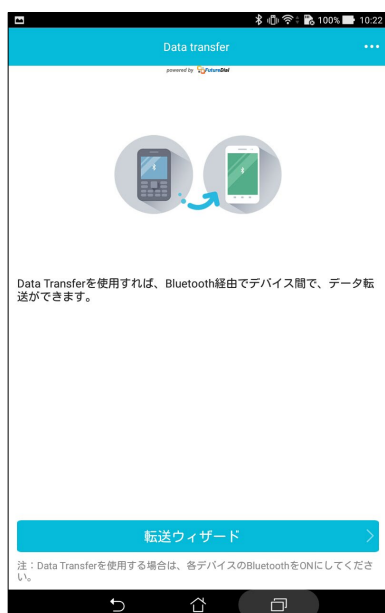 100% 10:22
Data transfer
powered by FutureDial
Data Transferを使用すれば、Bluetooth経由でデバイス間で、データ転
送ができます。
転送ウィザード
注：Data Transferを使用する場合は、各デバイスのBluetoothをONにしてくださ
い。